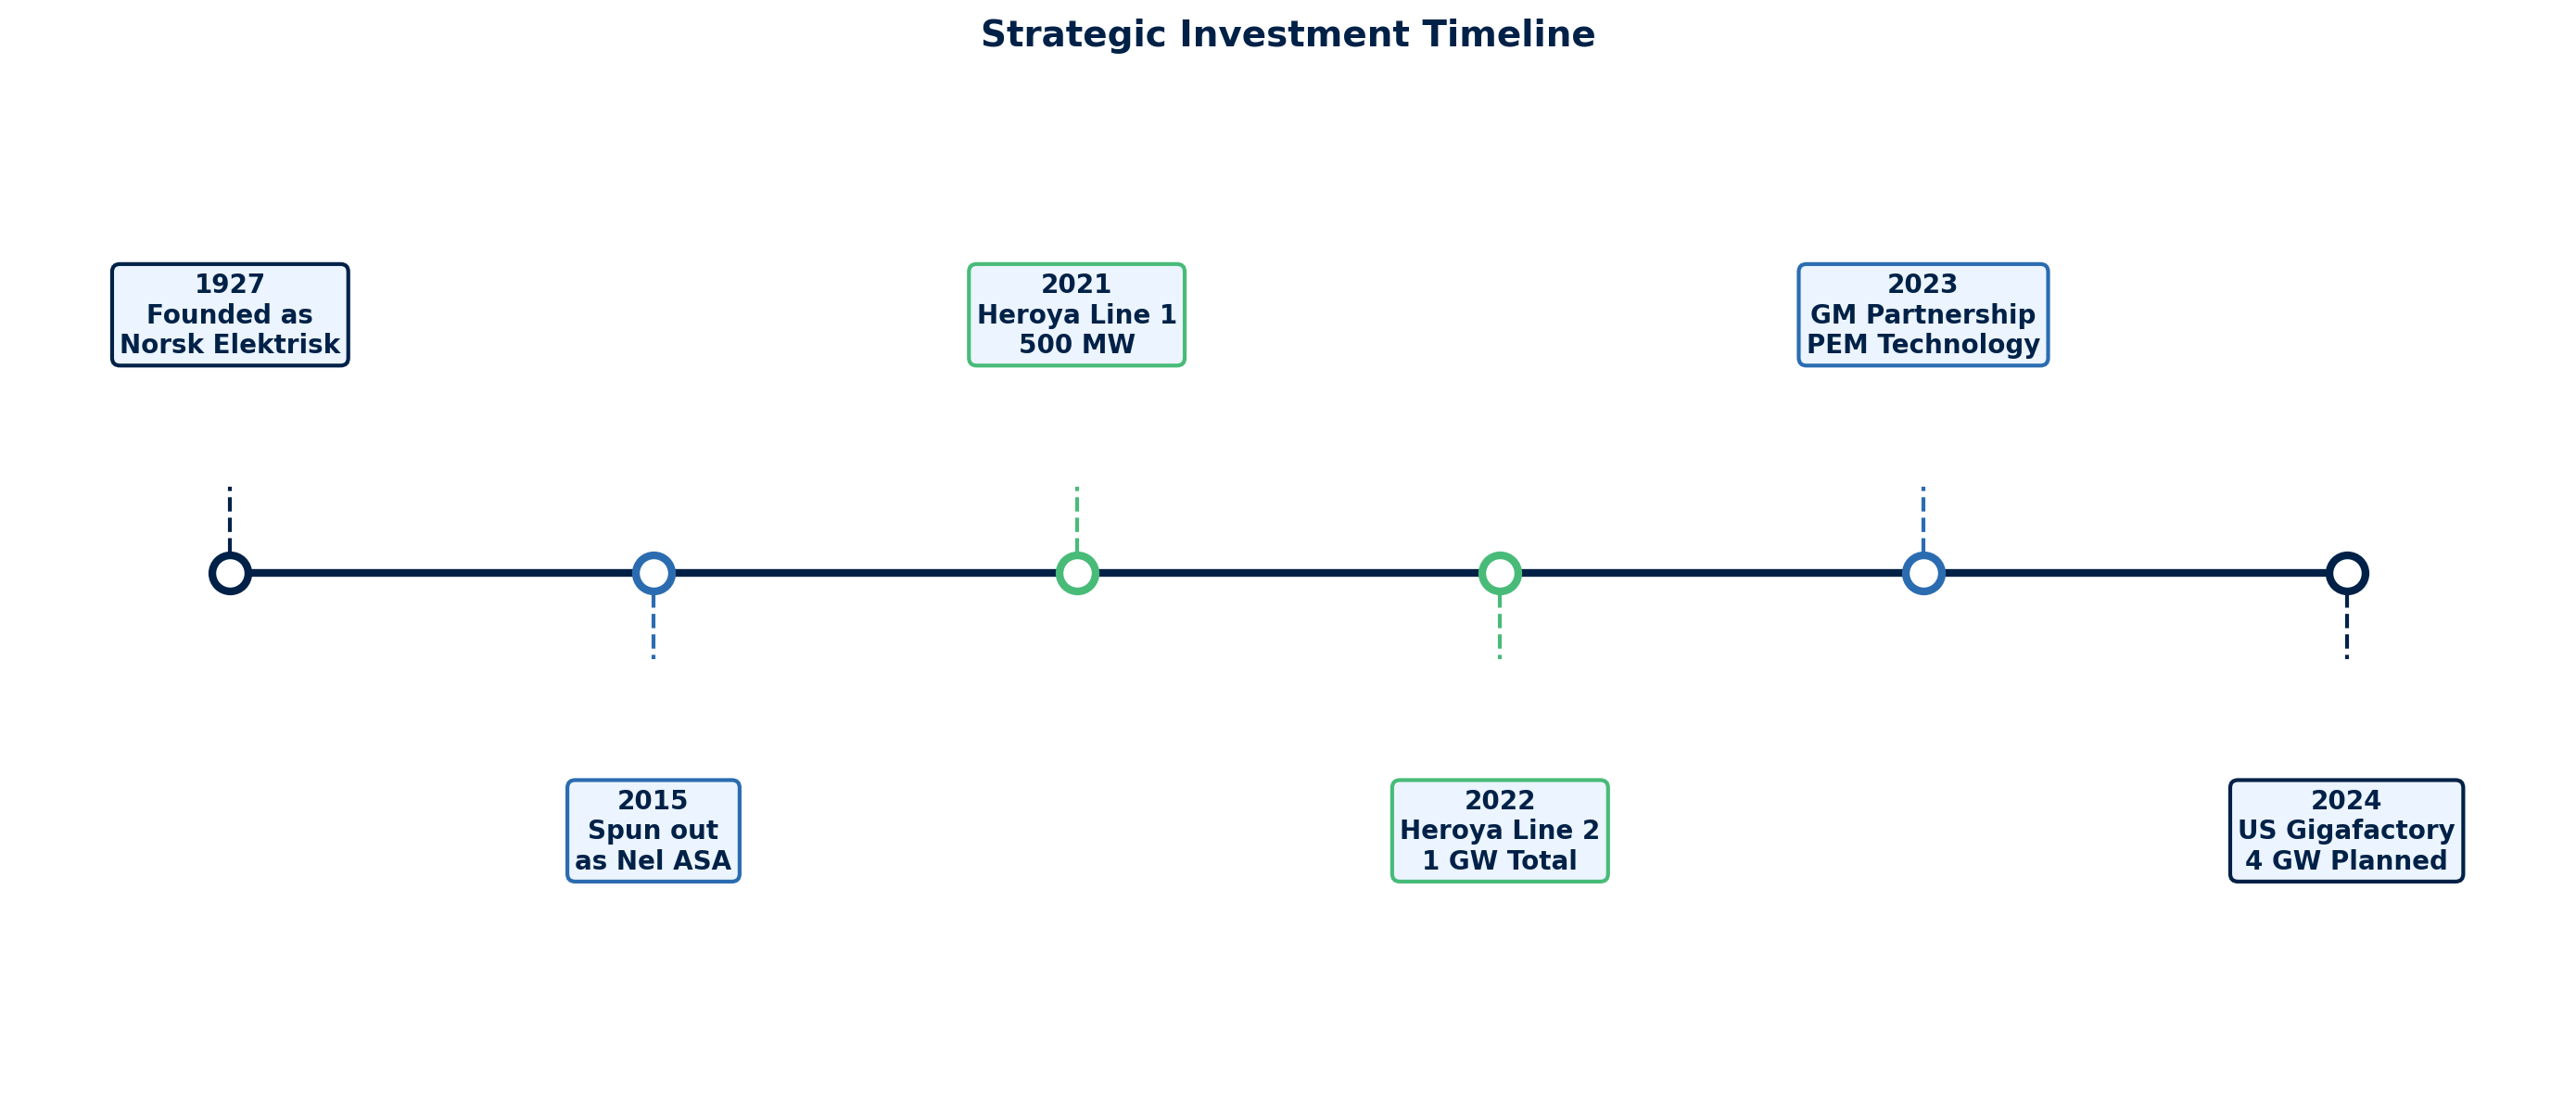 Strategic Investment Timeline
1927
Founded as
Norsk Elektrisk
2015
Spun out
as Nel ASA
2021
Heroya Line 1
500 MW
2022
Heroya Line 2
1 GW Total
2023
GM Partnership
PEM Technology
2024
US Gigafactory
4 GW Planned